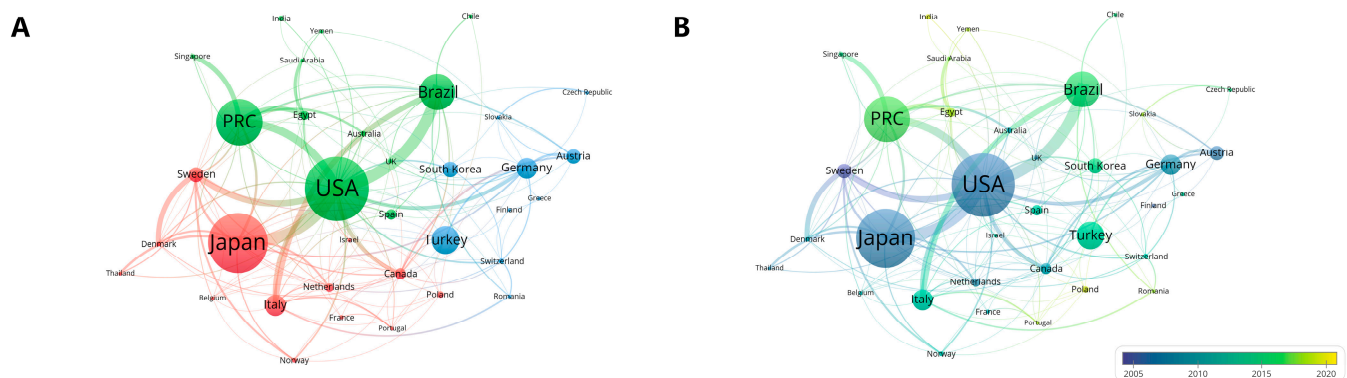 A
India
Chile
Yemen
Singapore
Saudi Arabia
Brazil
Czech Republic
Egypt
Slovakia
PRC
Australia
UK
Austria
South Korea
Germany
Sweden
USA
Greece
Finland
Spain
Japan
Israel
Turkey
Denmark
Switzerland
Thailand
Canada
Netherlands
Belgium
Italy
Poland
Romania
France
Portugal
Norway
B
India
Chile
Yemen
Singapore
Saudi Arabia
Brazil
Czech Republic
Egypt
Slovakia
PRC
Australia
UK
Austria
South Korea
Germany
Sweden
USA
Greece
Finland
Spain
Japan
Israel
Turkey
Denmark
Switzerland
Thailand
Canada
Netherlands
Belgium
Italy
Poland
Romania
France
Portugal
Norway
2005 2010 2015 2020